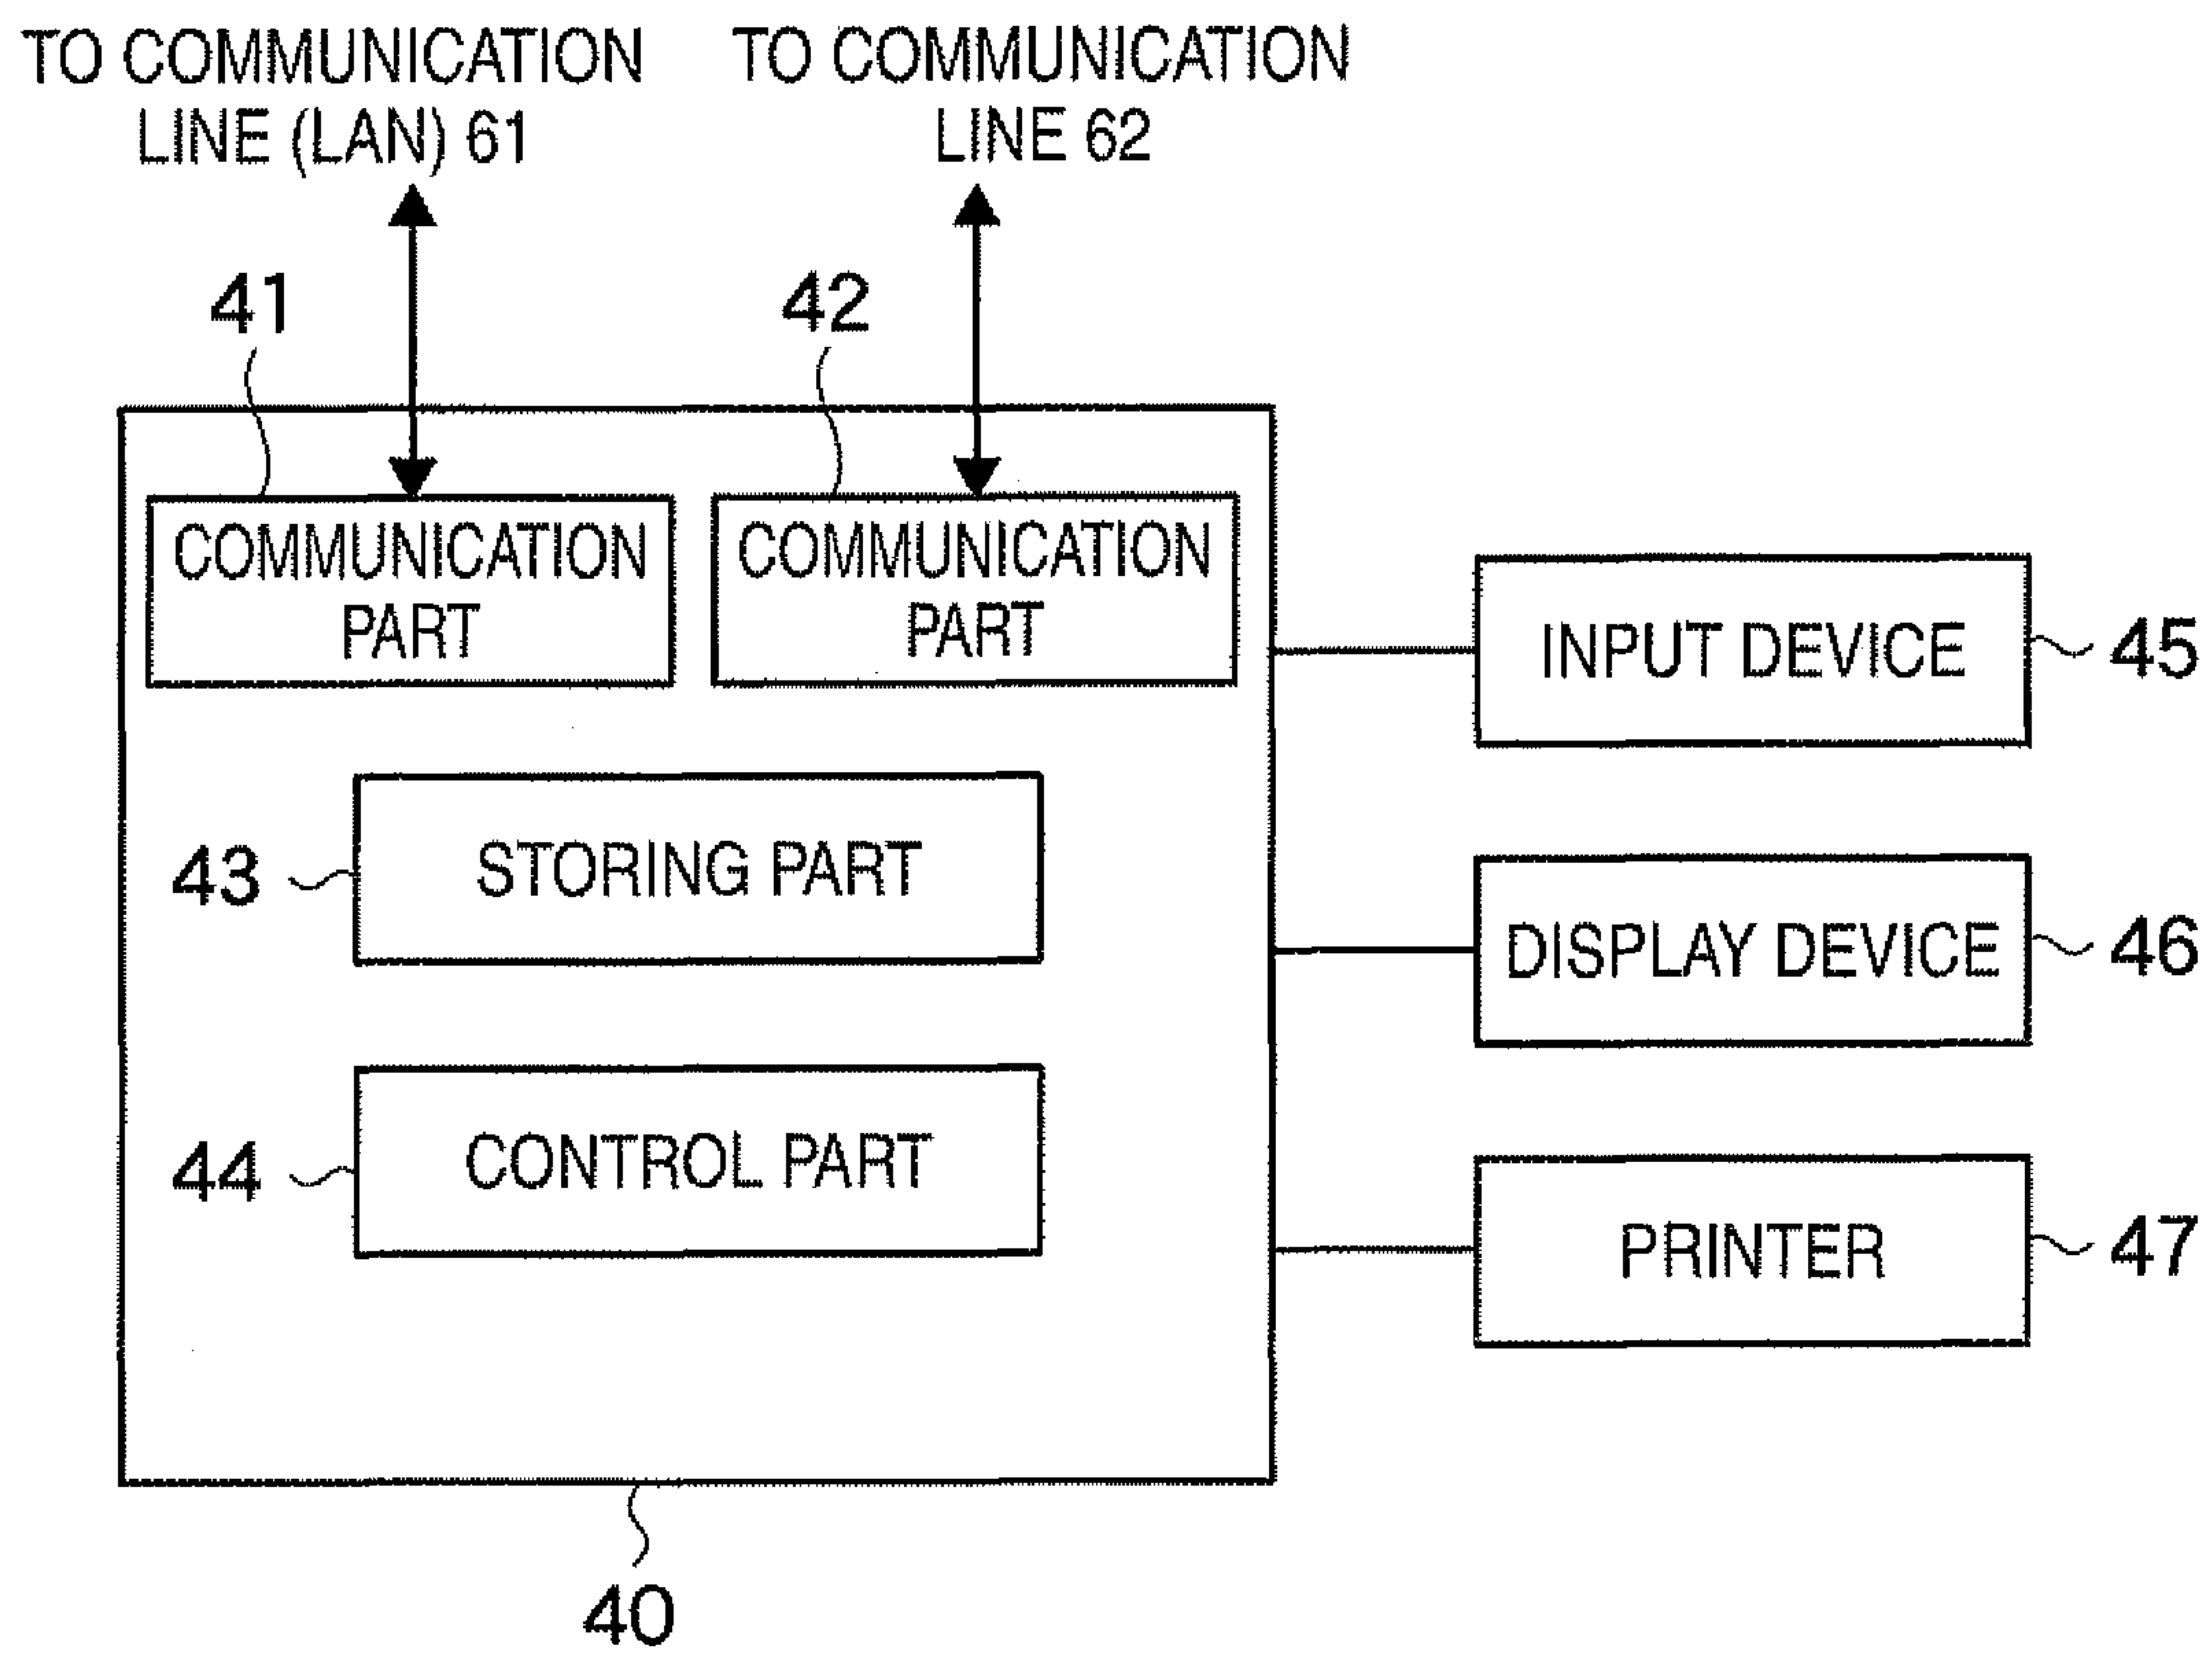 TO COMMUNICATION
LINE (LAN) 61
TO COMMUNICATION
LINE 62
41
42
COMMUNICATION
PART
COMMUNICATION
PART
INPUT DEVICE
45
43
STORING PART
DISPLAY DEVICE
46
44
CONTROL PART
PRINTER
47
40